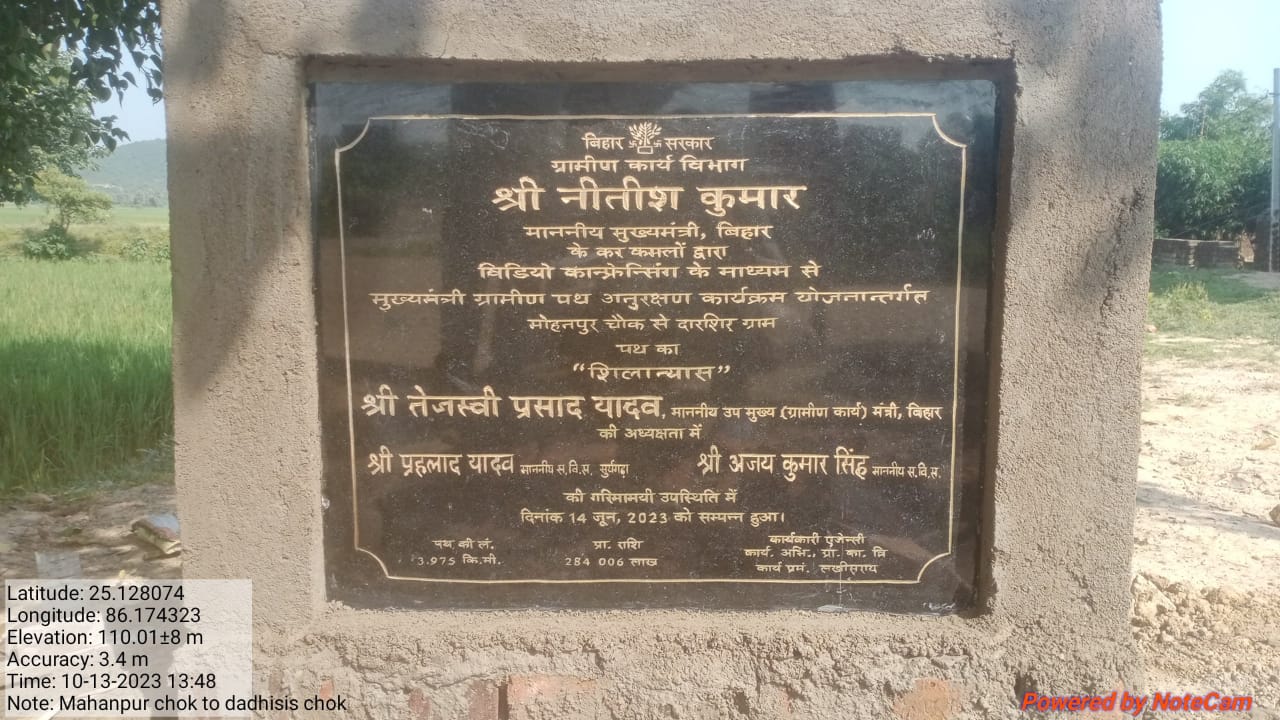 बिहार सरकार
ग्रामीण कार्य विभाग
श्री नीतीश कुमार
माननीय मुख्यमंत्री, बिहार
के कर कमलों द्वारा
विडियो कान्फ्रेन्सिंग के माध्यम से
मुख्यमंत्री ग्रामीण पथ अनुरक्षण कार्यक्रम योजनान्तर्गत
मोहनपुर चौक से दारशिर ग्राम
पथ का
“शिलान्यास”
श्री तेजस्वी प्रसाद यादव, माननीय उप मुख्य (ग्रामीण कार्य) मंत्री, बिहार
की अध्यक्षता में
श्री प्रहलाद यादव माननीय स.वि.स. सुर्यगढ़ा
श्री अजय कुमार सिंह माननीय स.वि.स.
की गरिमामयी उपस्थिति में
दिनांक 14 जून, 2023 को सम्पन्न हुआ।
पथ की लं.
3.975 कि.मी.
प्रा. राशि
284 006 लाख
कार्यकारी एजेन्सी
कार्य. अभि., ग्रा. का. वि
कार्य प्रमं. लखीसराय
Latitude: 25.128074
Longitude: 86.174323
Elevation: 110.01±8 m
Accuracy: 3.4 m
Time: 10-13-2023 13:48
Note: Mahanpur chok to dadhisis chok
Powered by NoteCam